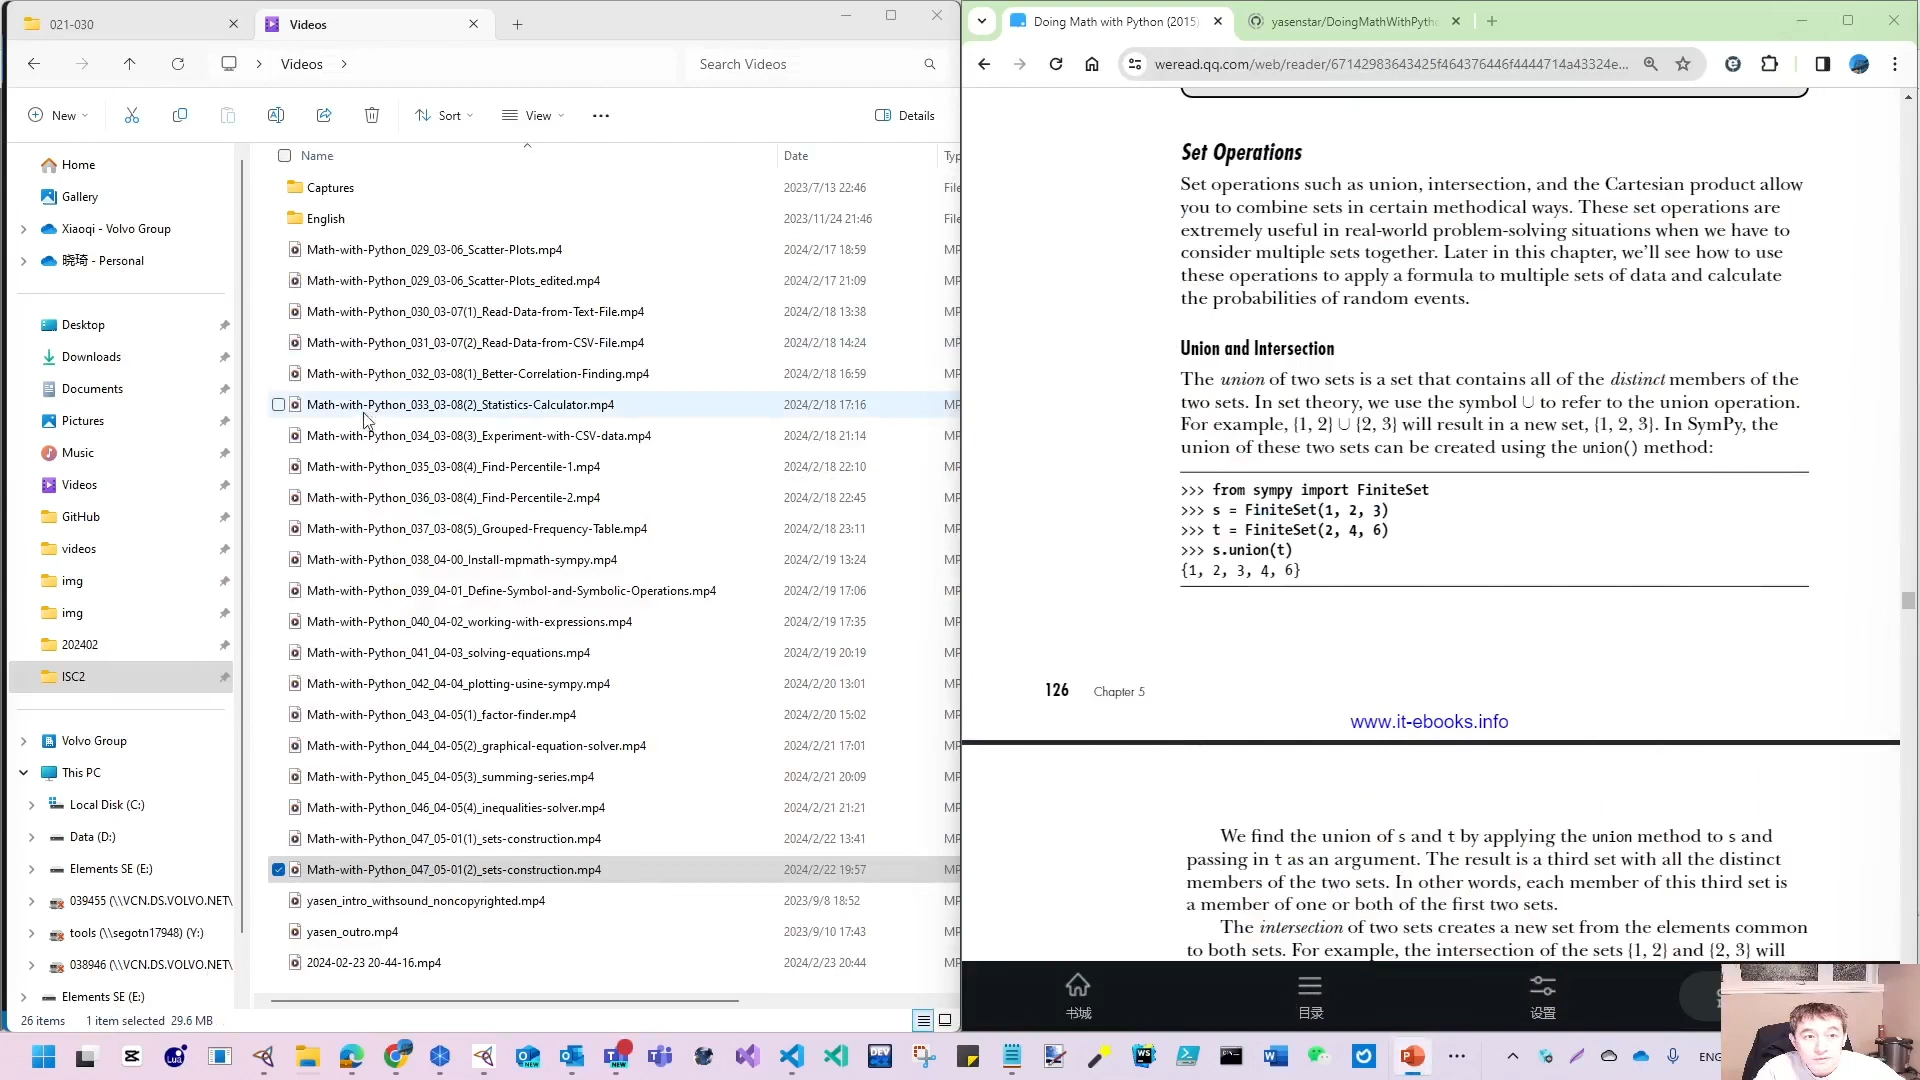 021-030
Videos
Videos
Search Videos
New
Sort
View
Details
Name
Date
Typ
Home
Gallery
Xiaoqi - Volvo Group
晓琦 - Personal
Desktop
Downloads
Documents
Pictures
Music
Videos
GitHub
videos
img
img
202402
ISC2
Volvo Group
This PC
Local Disk (C:)
Data (D:)
Elements SE (E:)
039455 (\\VCN.DS.VOLVO.NET\
tools (\\segotn17948) (Y:)
038946 (\\VCN.DS.VOLVO.NET\
Elements SE (E:)
Captures 2023/7/13 22:46 File
English 2023/11/24 21:46 File
Math-with-Python_029_03-06_Scatter-Plots.mp4 2024/2/17 18:59 MP
Math-with-Python_029_03-06_Scatter-Plots_edited.mp4 2024/2/17 21:09 MP
Math-with-Python_030_03-07(1)_Read-Data-from-Text-File.mp4 2024/2/18 13:38 MP
Math-with-Python_031_03-07(2)_Read-Data-from-CSV-File.mp4 2024/2/18 14:24 MP
Math-with-Python_032_03-08(1)_Better-Correlation-Finding.mp4 2024/2/18 16:59 MP
Math-with-Python_033_03-08(2)_Statistics-Calculator.mp4 2024/2/18 17:16 MP
Math-with-Python_034_03-08(3)_Experiment-with-CSV-data.mp4 2024/2/18 21:14 MP
Math-with-Python_035_03-08(4)_Find-Percentile-1.mp4 2024/2/18 22:10 MP
Math-with-Python_036_03-08(4)_Find-Percentile-2.mp4 2024/2/18 22:45 MP
Math-with-Python_037_03-08(5)_Grouped-Frequency-Table.mp4 2024/2/18 23:11 MP
Math-with-Python_038_04-00_Install-mpmath-sympy.mp4 2024/2/19 13:24 MP
Math-with-Python_039_04-01_Define-Symbol-and-Symbolic-Operations.mp4 2024/2/19 17:06 MP
Math-with-Python_040_04-02_working-with-expressions.mp4 2024/2/19 17:35 MP
Math-with-Python_041_04-03_solving-equations.mp4 2024/2/19 20:19 MP
Math-with-Python_042_04-04_plotting-usine-sympy.mp4 2024/2/20 13:01 MP
Math-with-Python_043_04-05(1)_factor-finder.mp4 2024/2/20 15:02 MP
Math-with-Python_044_04-05(2)_graphical-equation-solver.mp4 2024/2/21 17:01 MP
Math-with-Python_045_04-05(3)_summing-series.mp4 2024/2/21 20:09 MP
Math-with-Python_046_04-05(4)_inequalities-solver.mp4 2024/2/21 21:21 MP
Math-with-Python_047_05-01(1)_sets-construction.mp4 2024/2/22 13:41 MP
Math-with-Python_047_05-01(2)_sets-construction.mp4 2024/2/22 19:57 MP
yasen_intro_withsound_noncopyrighted.mp4 2023/9/8 18:52 MP
yasen_outro.mp4 2023/9/10 17:43 MP
2024-02-23 20-44-16.mp4 2024/2/23 20:44 MP
26 items 1 item selected 29.6 MB
Doing Math with Python (2015)
yasenstar/DoingMathWithPytho
weread.qq.com/web/reader/67142983643425f464376446f4444714a43324e...
Set Operations
Set operations such as union, intersection, and the Cartesian product allow
you to combine sets in certain methodical ways. These set operations are
extremely useful in real-world problem-solving situations when we have to
consider multiple sets together. Later in this chapter, we’ll see how to use
these operations to apply a formula to multiple sets of data and calculate
the probabilities of random events.
Union and Intersection
The union of two sets is a set that contains all of the distinct members of the
two sets. In set theory, we use the symbol ∪ to refer to the union operation.
For example, {1, 2} ∪ {2, 3} will result in a new set, {1, 2, 3}. In SymPy, the
union of these two sets can be created using the union() method:
>>> from sympy import FiniteSet
>>> s = FiniteSet(1, 2, 3)
>>> t = FiniteSet(2, 4, 6)
>>> s.union(t)
{1, 2, 3, 4, 6}
126 Chapter 5
www.it-ebooks.info
We find the union of s and t by applying the union method to s and
passing in t as an argument. The result is a third set with all the distinct
members of the two sets. In other words, each member of this third set is
a member of one or both of the first two sets.
The intersection of two sets creates a new set from the elements common
to both sets. For example, the intersection of the sets {1, 2} and {2, 3} will
书城
目录
设置
NEW
NEW
Lua
DEV
WS
ENG